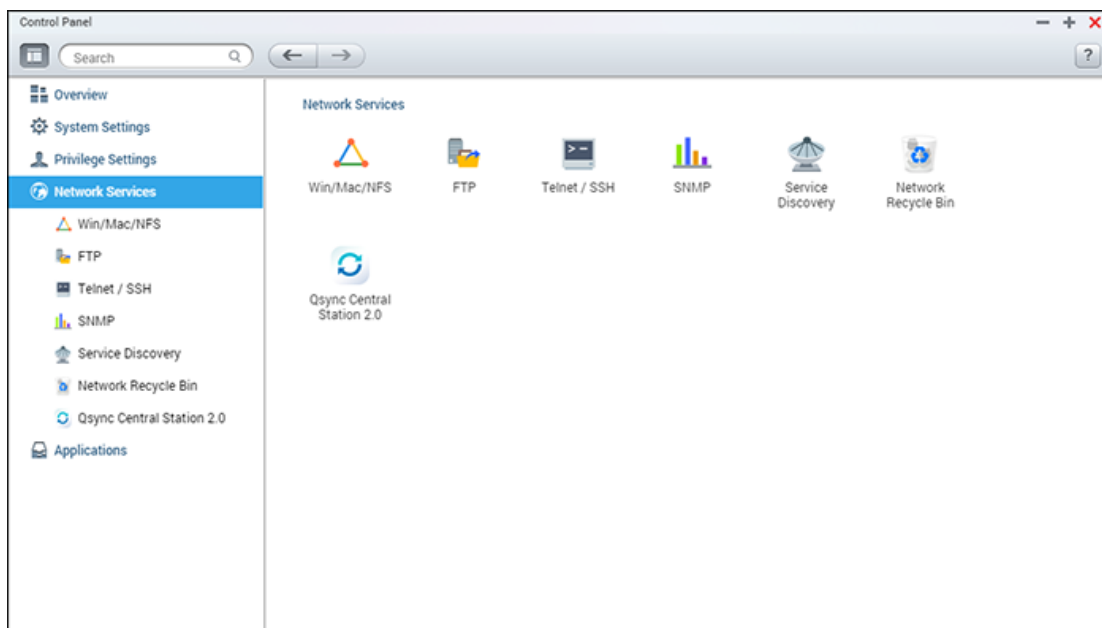 Control Panel
Search
?
Overview
System Settings
Privilege Settings
Network Services
Win/Mac/NFS
FTP
Telnet / SSH
SNMP
Service Discovery
Network Recycle Bin
Qsync Central Station 2.0
Applications
Network Services
Win/Mac/NFS
FTP
Telnet / SSH
SNMP
Service
Discovery
Network
Recycle Bin
Qsync Central
Station 2.0